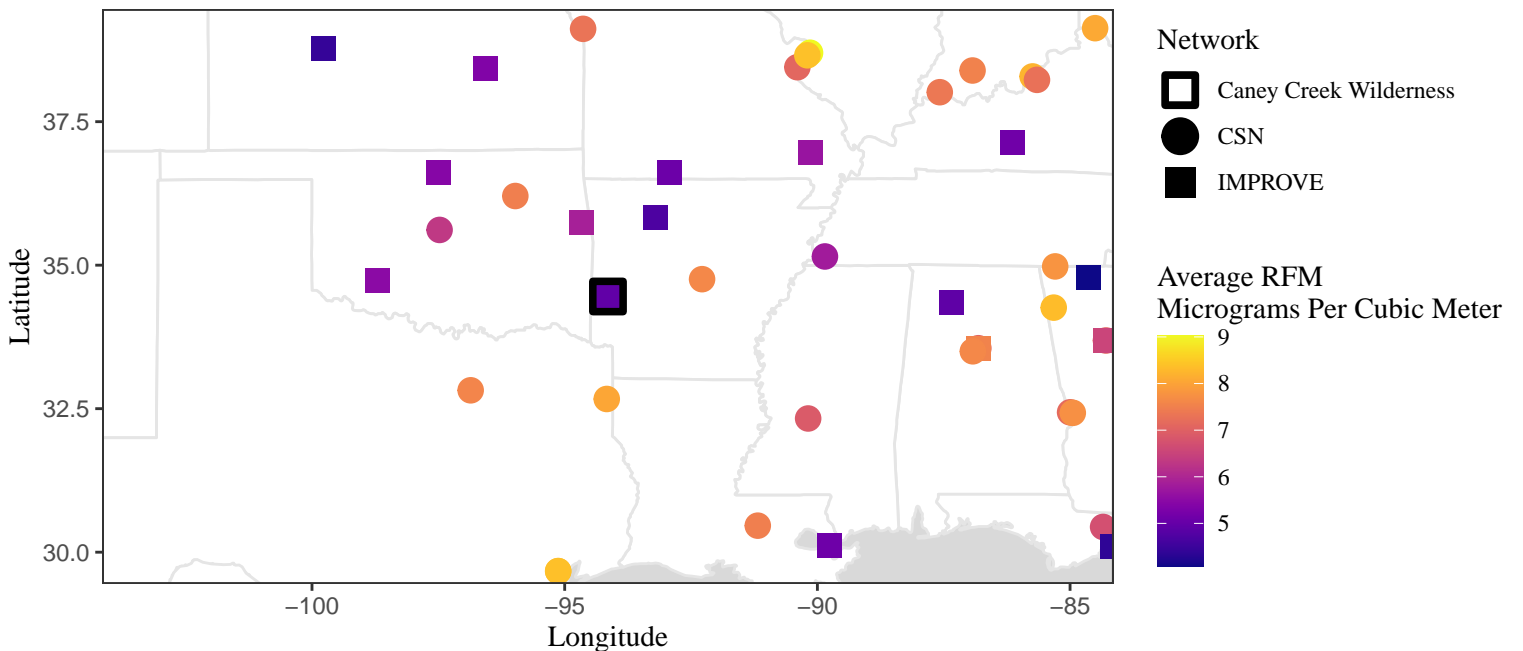 37.5
35.0
32.5
30.0
Latitude
−100
−95
−90
−85
Longitude
Network
Caney Creek Wilderness
CSN
IMPROVE
Average RFM
Micrograms Per Cubic Meter
9
8
7
6
5